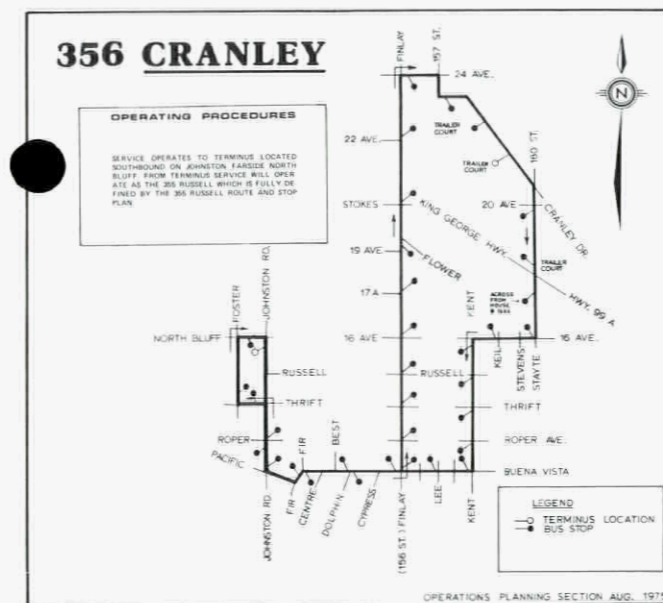 356 CRANLEY
OPERATING PROCEDURES
SERVICE OPERATES TO TERMINUS LOCATED
SOUTHBOUND ON JOHNSTON FARSIDE NORTH
BLUFF. FROM TERMINUS SERVICE WILL OPER
ATE AS THE 355 RUSSELL WHICH IS FULLY DE
FINED BY THE 355 RUSSELL ROUTE AND STOP
PLAN
FINLAY
157 ST.
24 AVE.
N
TRAILER
COURT
22 AVE.
TRAILER
COURT
160 ST.
STOKES
20 AVE
KING GEORGE HWY.
CRANLEY DR.
19 AVE
FLOWER
TRAILER
COURT
HWY. 99 A
17 A
ACROSS
FROM
HOUSE
KENT
FOSTER
JOHNSTON RD.
NORTH BLUFF
16 AVE
16 AVE.
KEIL
STEVENS
STAYTE
RUSSELL
RUSSELL
THRIFT
THRIFT
ROPER
ROPER AVE.
PACIFIC
FIR
BEST
BUENA VISTA
JOHNSTON RD.
FIR
CENTRE
DOLPHIN
CYPRESS
(156 ST.) FINLAY
LEE
KENT
LEGEND
TERMINUS LOCATION
BUS STOP
OPERATIONS PLANNING SECTION AUG. 1975